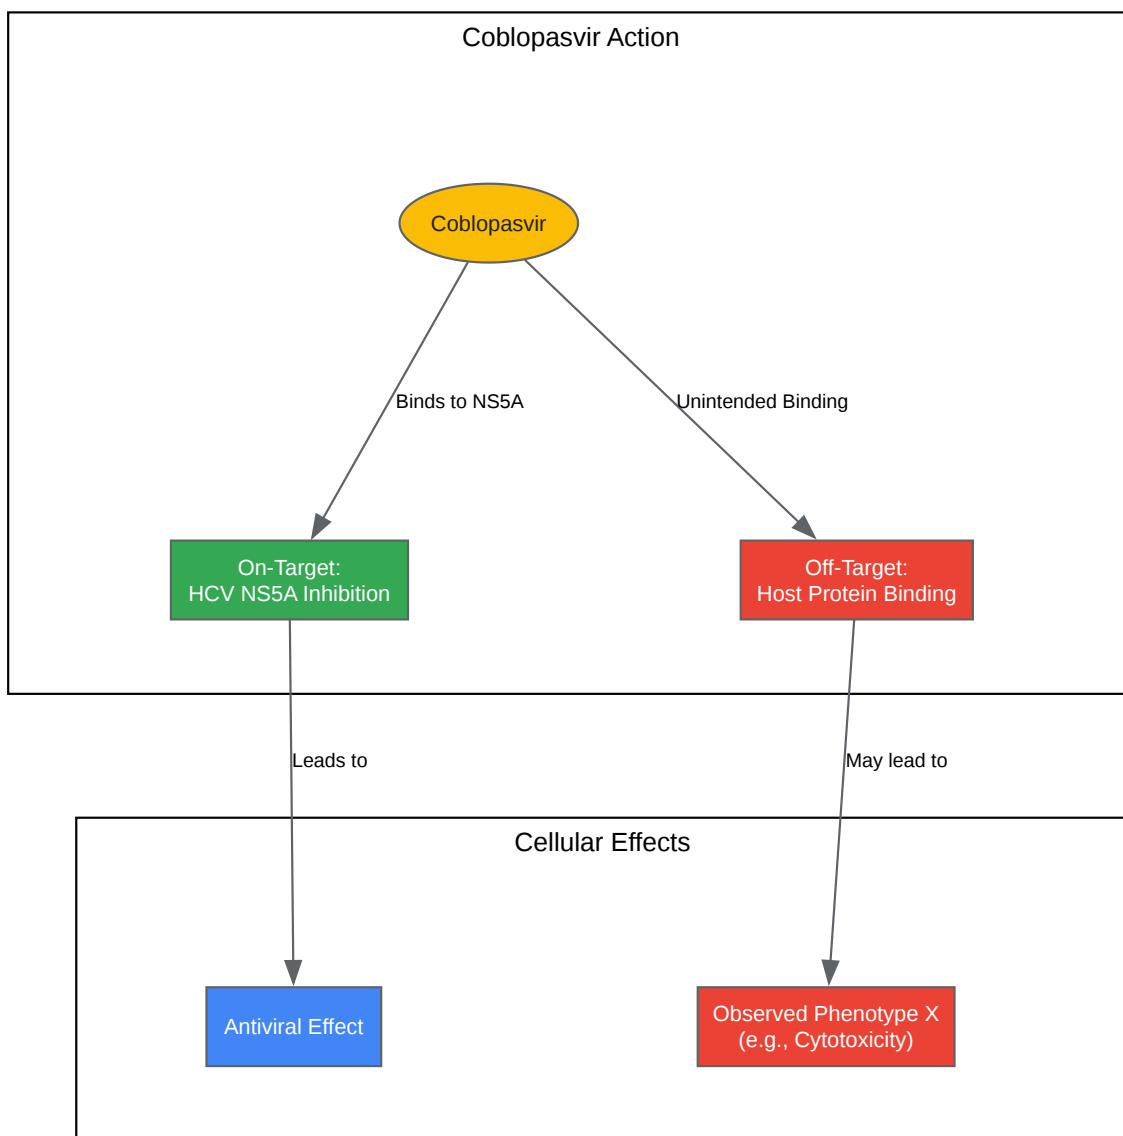 Coblopasvir Action
Coblopasvir
Binds to NS5A
Unintended Binding
On-Target:
HCV NS5A Inhibition
Off-Target:
Host Protein Binding
Leads to
May lead to
Cellular Effects
Antiviral Effect
Observed Phenotype X
(e.g., Cytotoxicity)